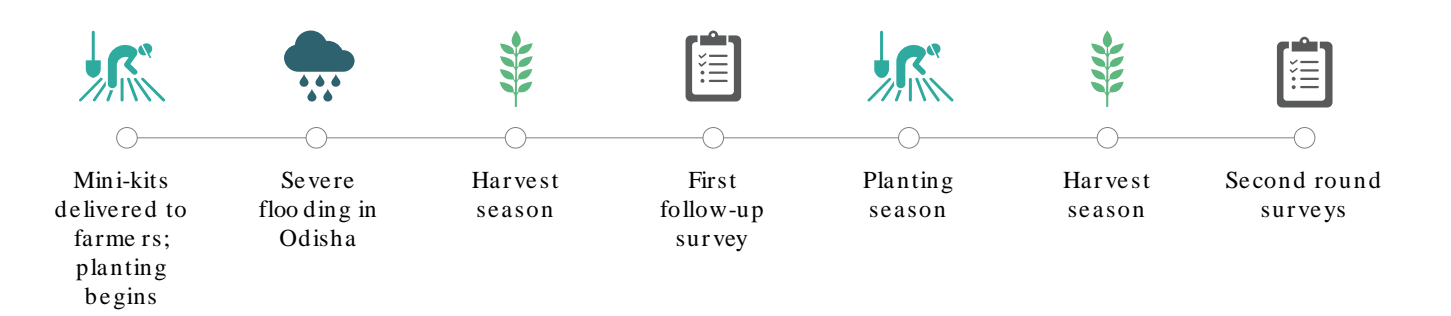 Mini-kits
delivered to
farmers;
planting
begins
Severe
flooding in
Odisha
Harvest
season
First
follow-up
survey
Planting
season
Harvest
season
Second round
surveys